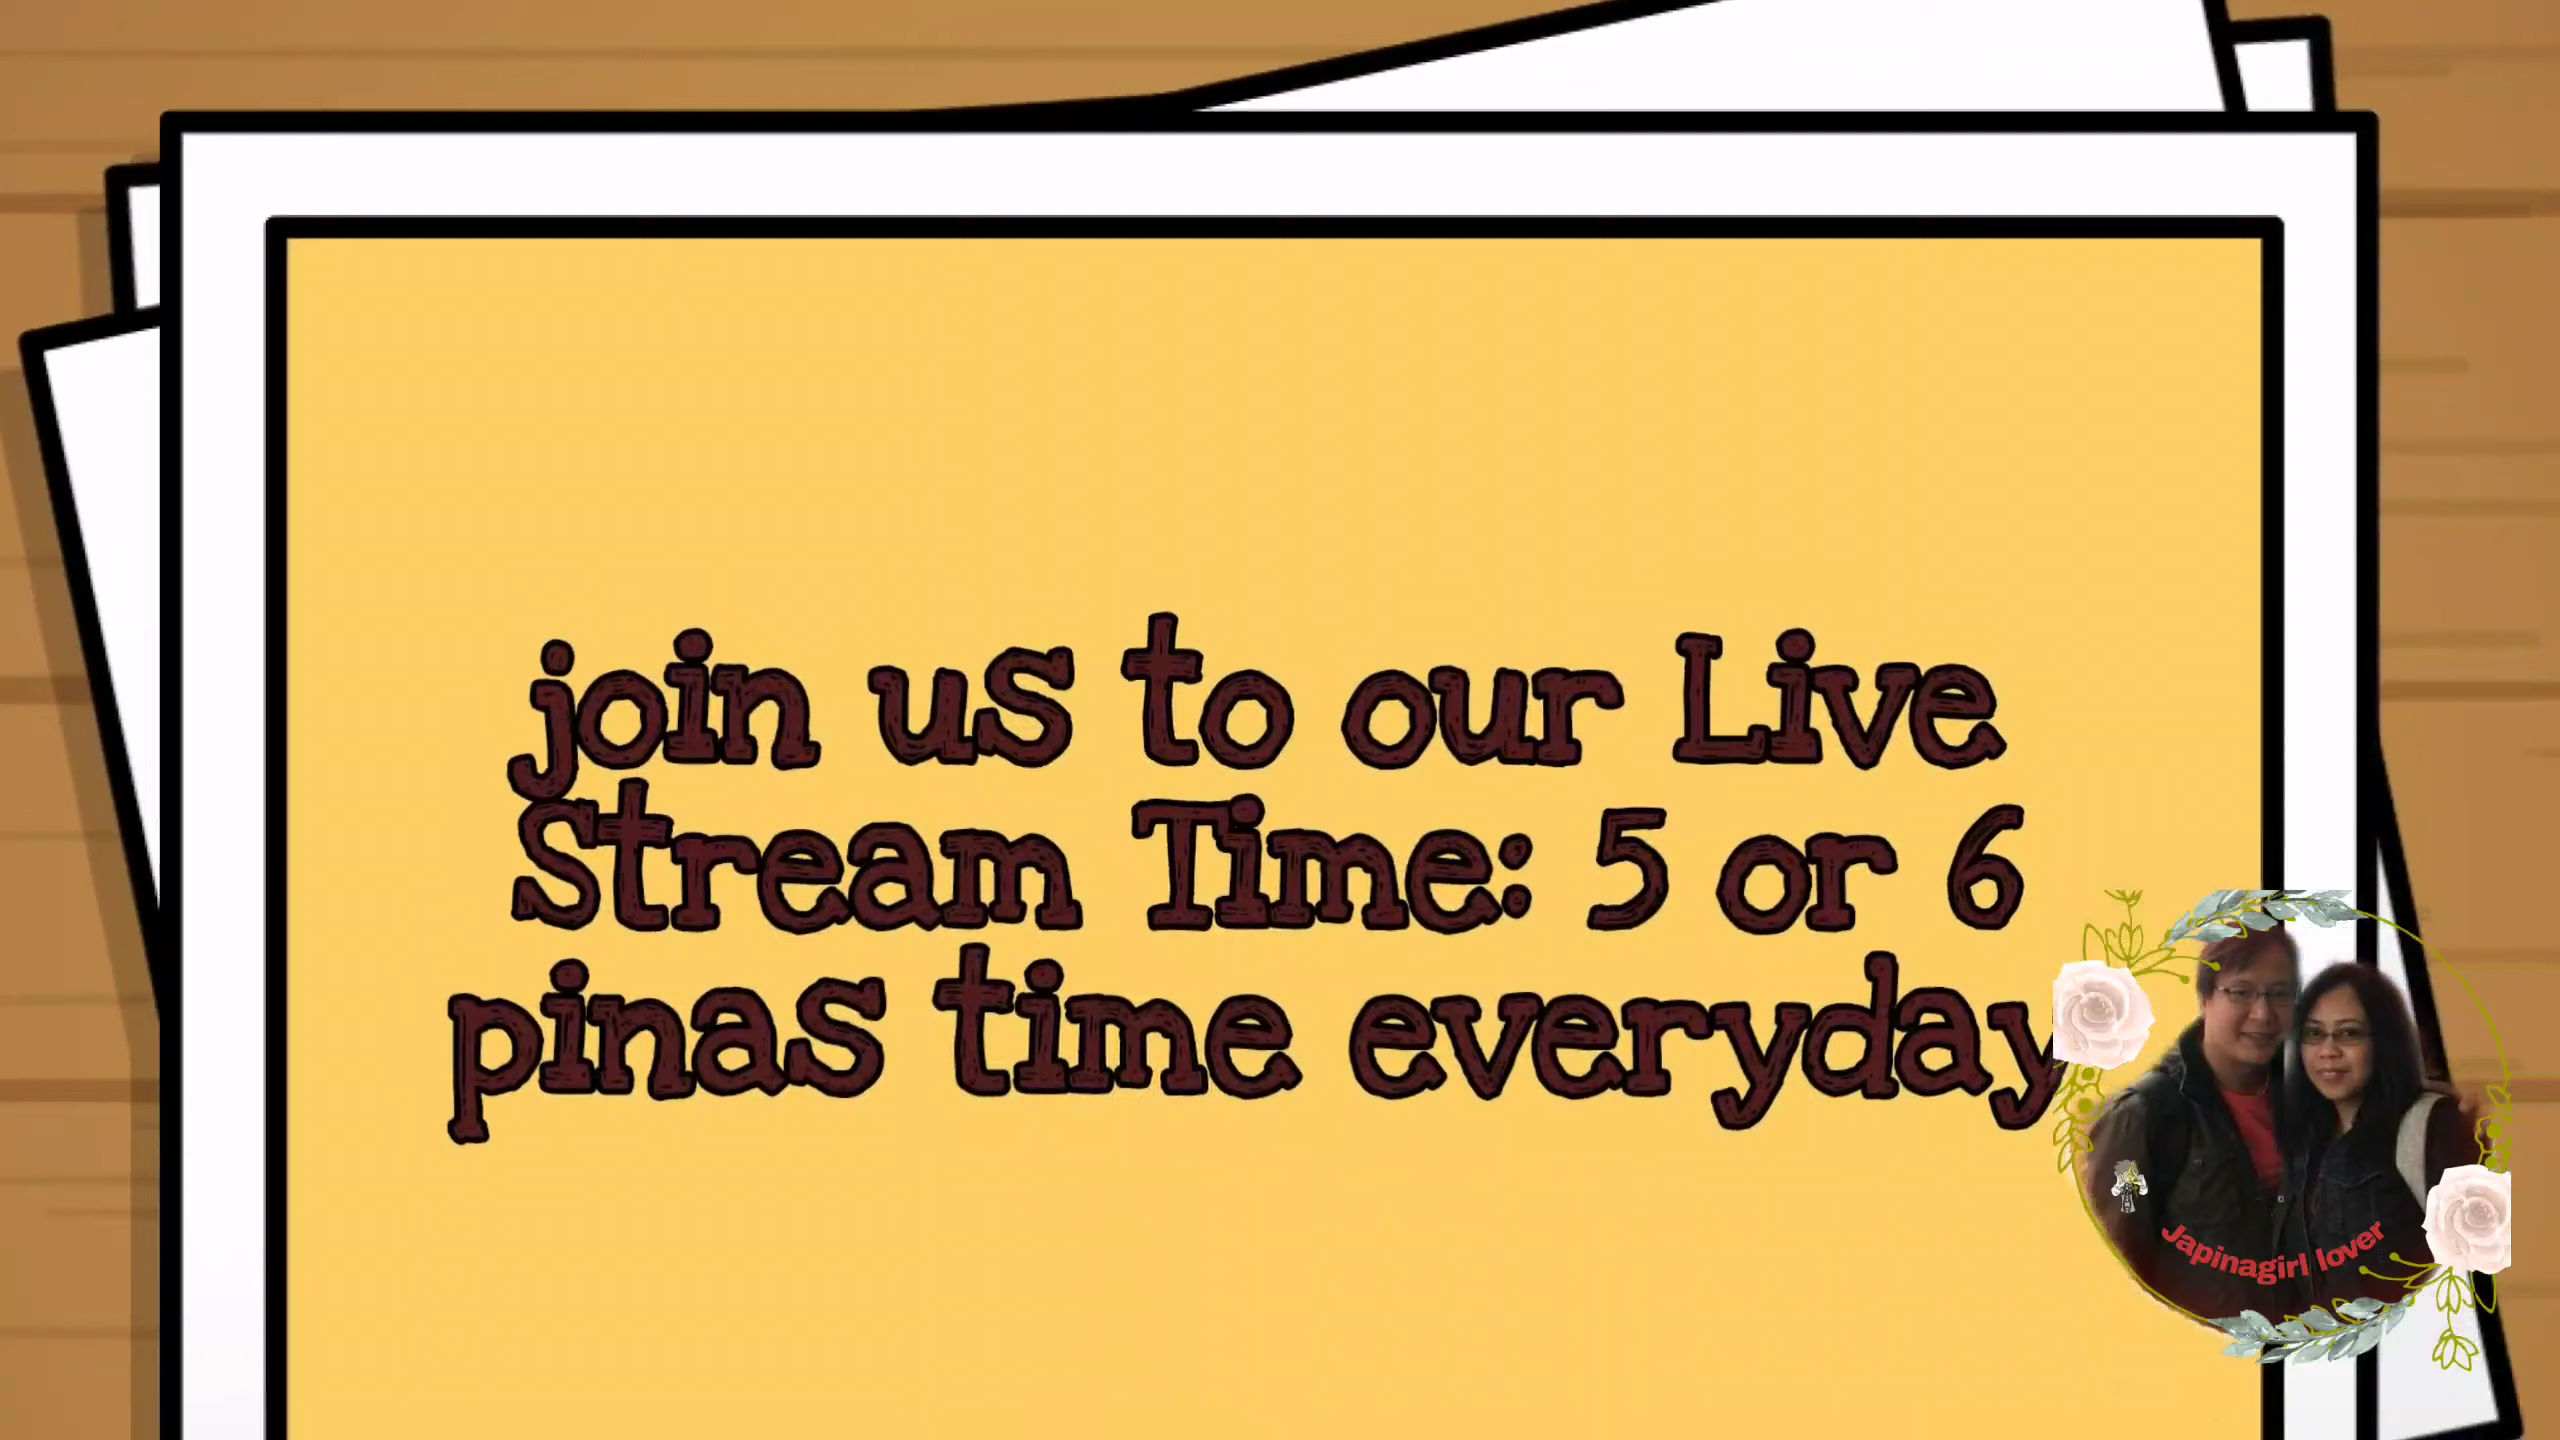 join us to our Live
Stream Time: 5 or 6
pinas time everyday
Japinagirl lover